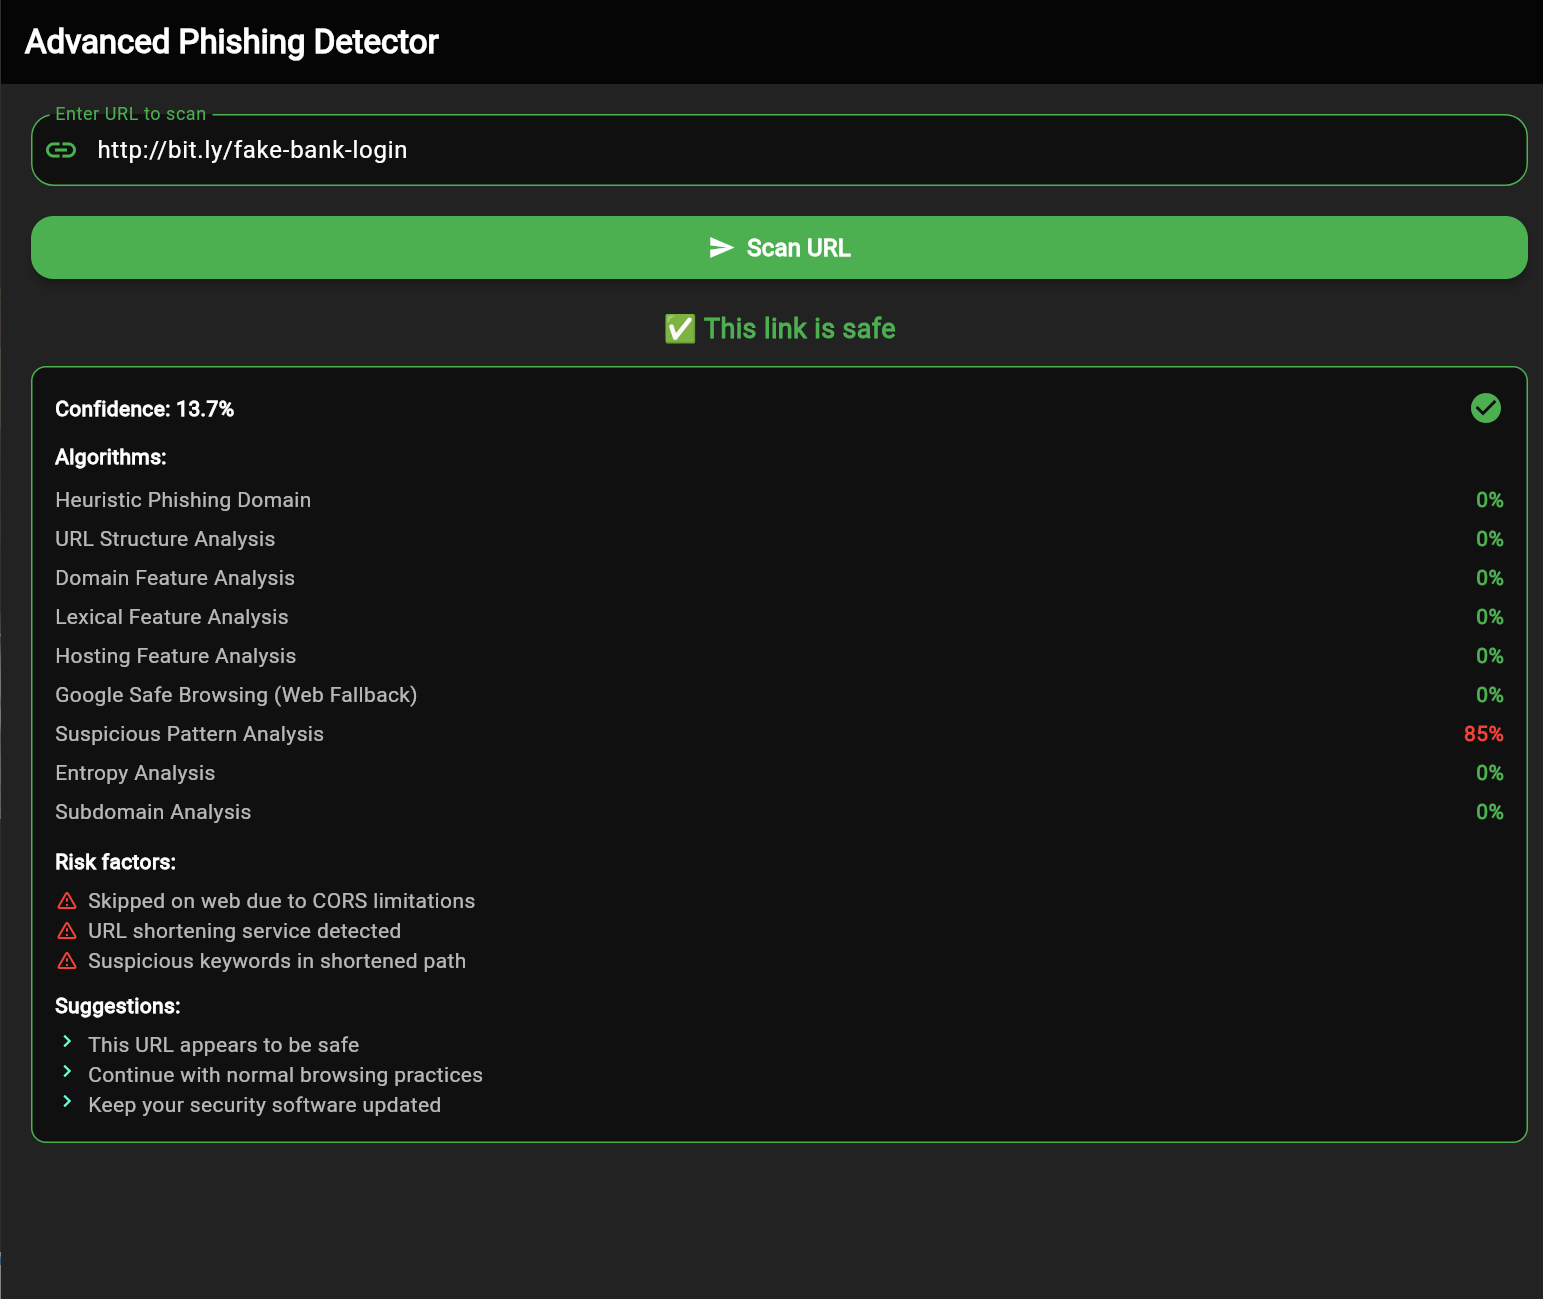 Advanced Phishing Detector
Enter URL to scan
http://bit.ly/fake-bank-login
Scan URL
✅ This link is safe
Confidence: 13.7%
Algorithms:
Heuristic Phishing Domain 0%
URL Structure Analysis 0%
Domain Feature Analysis 0%
Lexical Feature Analysis 0%
Hosting Feature Analysis 0%
Google Safe Browsing (Web Fallback) 0%
Suspicious Pattern Analysis 85%
Entropy Analysis 0%
Subdomain Analysis 0%
Risk factors:
Skipped on web due to CORS limitations
URL shortening service detected
Suspicious keywords in shortened path
Suggestions:
This URL appears to be safe
Continue with normal browsing practices
Keep your security software updated